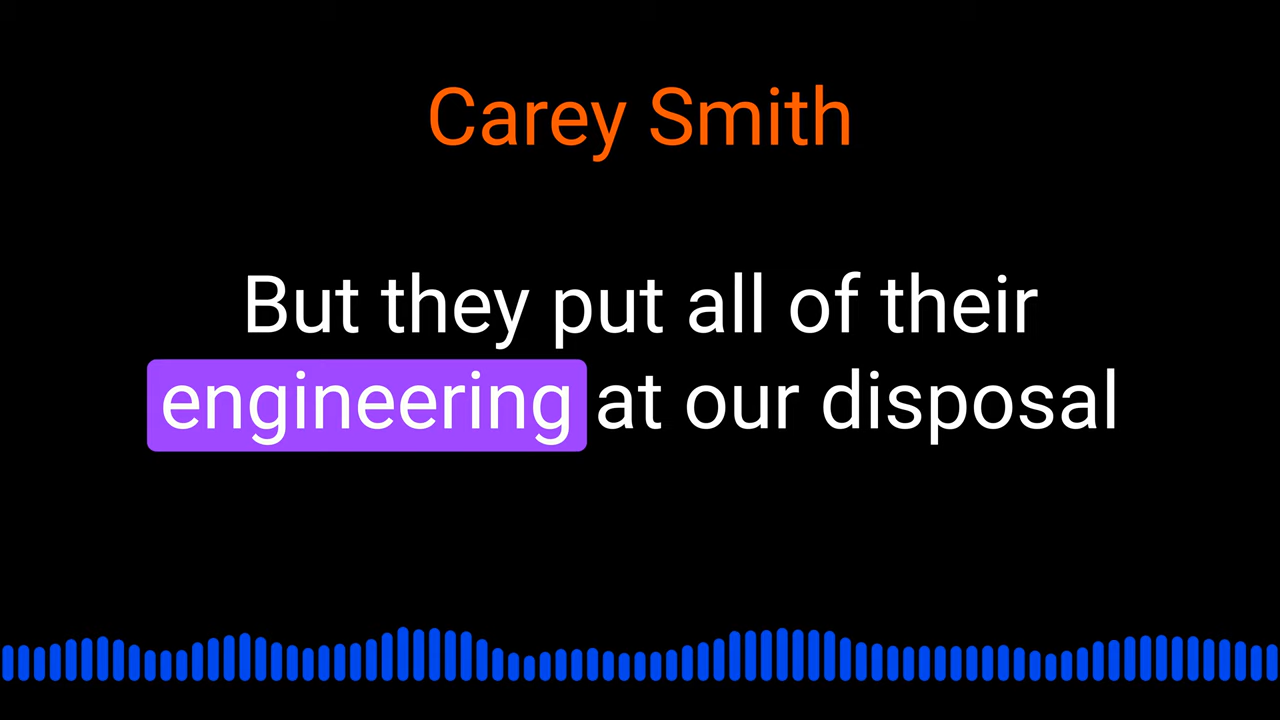 Carey Smith
But they put all of their
engineering at our disposal